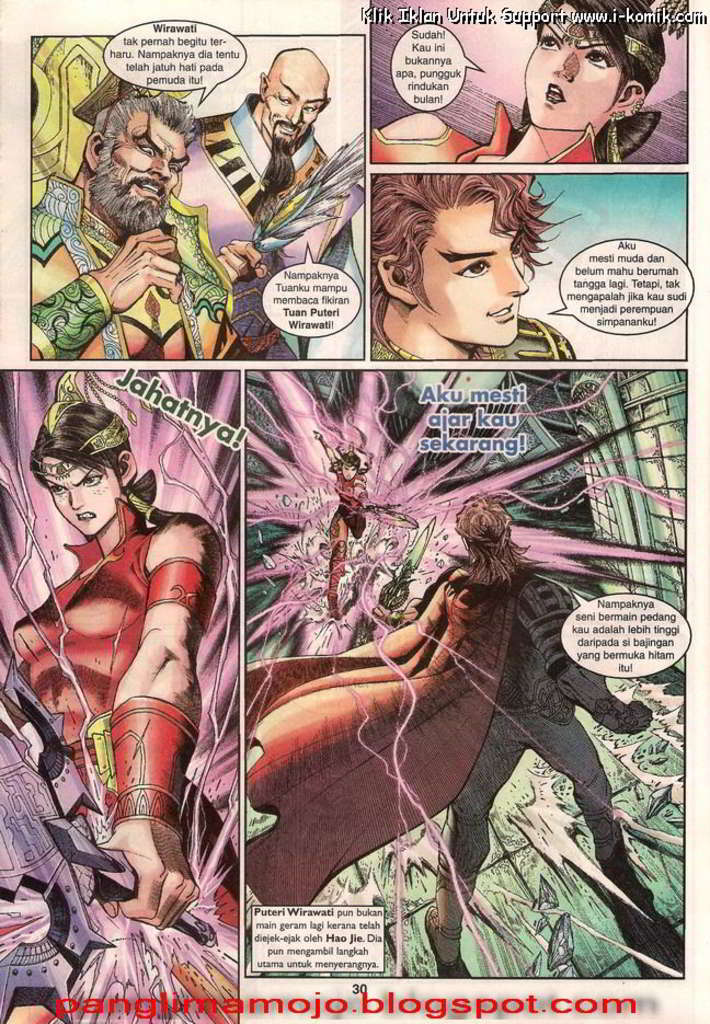 Klik Iklan Untuk Support www.i-komik.com
Wirawati
tak pernah begitu ter-
haru. Nampaknya dia tentu
telah jatuh hati pada
pemuda itu!
Nampaknya
Tuanku mampu
membaca fikiran
Tuan Puteri
Wirawati!
Sudah!
Kau ini
bukannya
apa, pungguk
rindukan
bulan!
Aku
mesti muda dan
belum mahu berumah
tangga lagi. Tetapi, tak
mengapalah jika kau sudi
menjadi perempuan
simpananku!
Jahatnya!
Aku mesti
ajar kau
sekarang!
Nampaknya
seni bermain pedang
kau adalah lebih tinggi
daripada si bajingan
yang bermuka hitam
itu!
Puteri Wirawati pun bukan
main geram lagi kerana telah
diejek-ejak oleh Hao Jie. Dia
pun mengambil langkah
utama untuk menyerangnya.
30
panglimamojo.blogspot.com